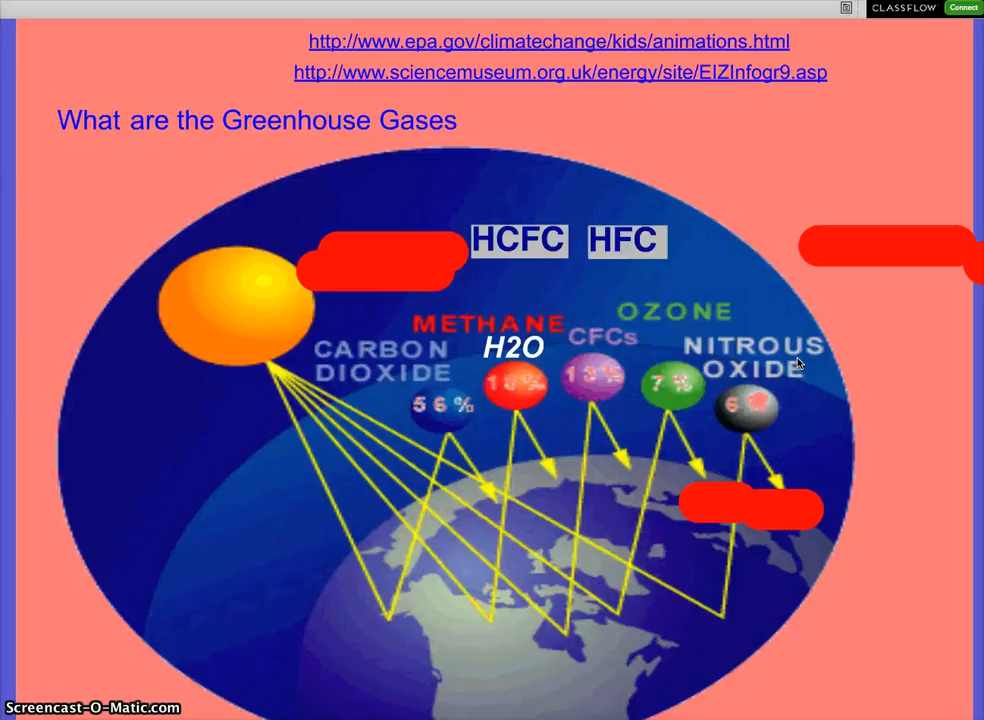 CLASSFLOW
Connect
http://www.epa.gov/climatechange/kids/animations.html
http://www.sciencemuseum.org.uk/energy/site/EIZInfogr9.asp
What are the Greenhouse Gases
HCFC HFC
OZONE
METHANE
CFCs
H2O
CARBON
DIOXIDE
NITROUS
OXIDE
56%
13%
7%
6
Screencast-O-Matic.com